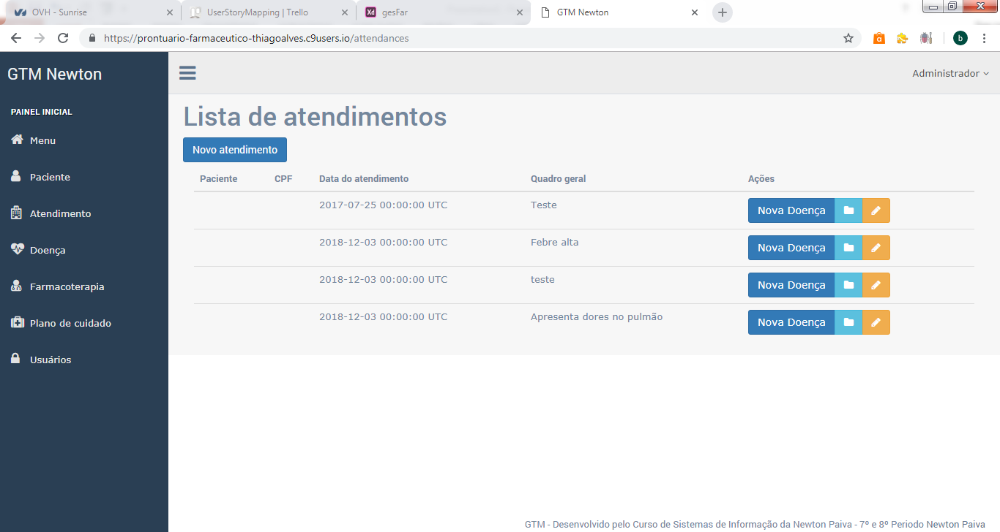 OVH - Sunrise
UserStoryMapping | Trello
Xd gesFar
GTM Newton
https://prontuario-farmaceutico-thiagoalves.c9users.io/attendances
a
b
GTM Newton
Administrador
PAINEL INICIAL
Menu
Paciente
Atendimento
Doença
Farmacoterapia
Plano de cuidado
Usuários
Lista de atendimentos
Novo atendimento
Paciente CPF Data do atendimento Quadro geral Ações
2017-07-25 00:00:00 UTC Teste Nova Doença
2018-12-03 00:00:00 UTC Febre alta Nova Doença
2018-12-03 00:00:00 UTC teste Nova Doença
2018-12-03 00:00:00 UTC Apresenta dores no pulmão Nova Doença
GTM - Desenvolvido pelo Curso de Sistemas de Informação da Newton Paiva - 7º e 8º Periodo Newton Paiva